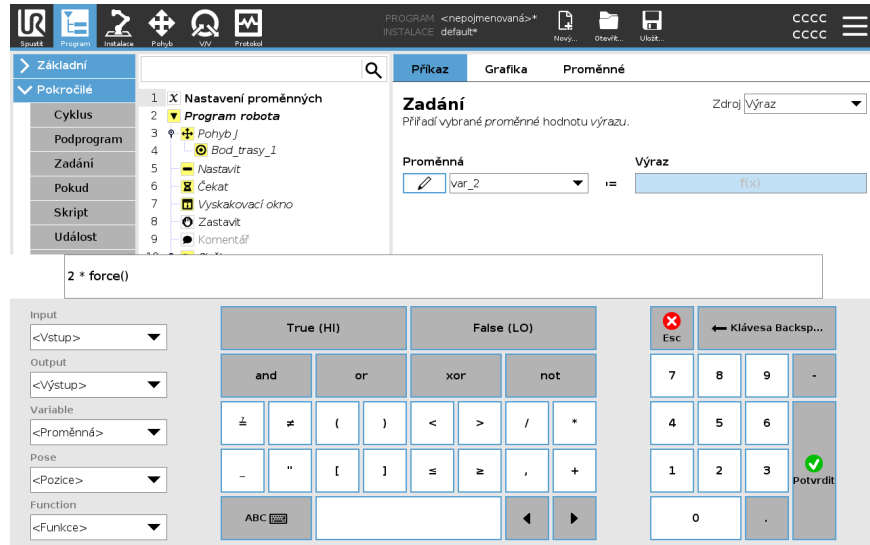 PROGRAM <nepojmenovaná>*
INSTALACE default*
CCCC
CCCC
Spustit Program Instalace Pohyb V/V Protokol Nový... Otevřít... Uložit...
Základní
Pokročilé
Cyklus
Podprogram
Zadání
Pokud
Skript
Událost
1 X Nastavení proměnných
2 Program robota
3 Pohyb J
4 Bod_trasy_1
5 Nastavit
6 Čekat
7 Vyskakovací okno
8 Zastavit
9 Komentář
Příkaz Grafika Proměnné
Zadání
Zdroj Výraz
Přiřadí vybrané proměnné hodnotu výrazu.
Proměnná Výraz
var_2 := f(x)
2 * force()
Input
<Vstup>
Output
<Výstup>
Variable
<Proměnná>
Pose
<Pozice>
Function
<Funkce>
True (HI) False (LO)
and or xor not
≟ ≠ ( ) < > / *
_ " [ ] ≤ ≥ , +
ABC
Esc Klávesa Backsp...
7 8 9 -
4 5 6
1 2 3 Potvrdit
0 .